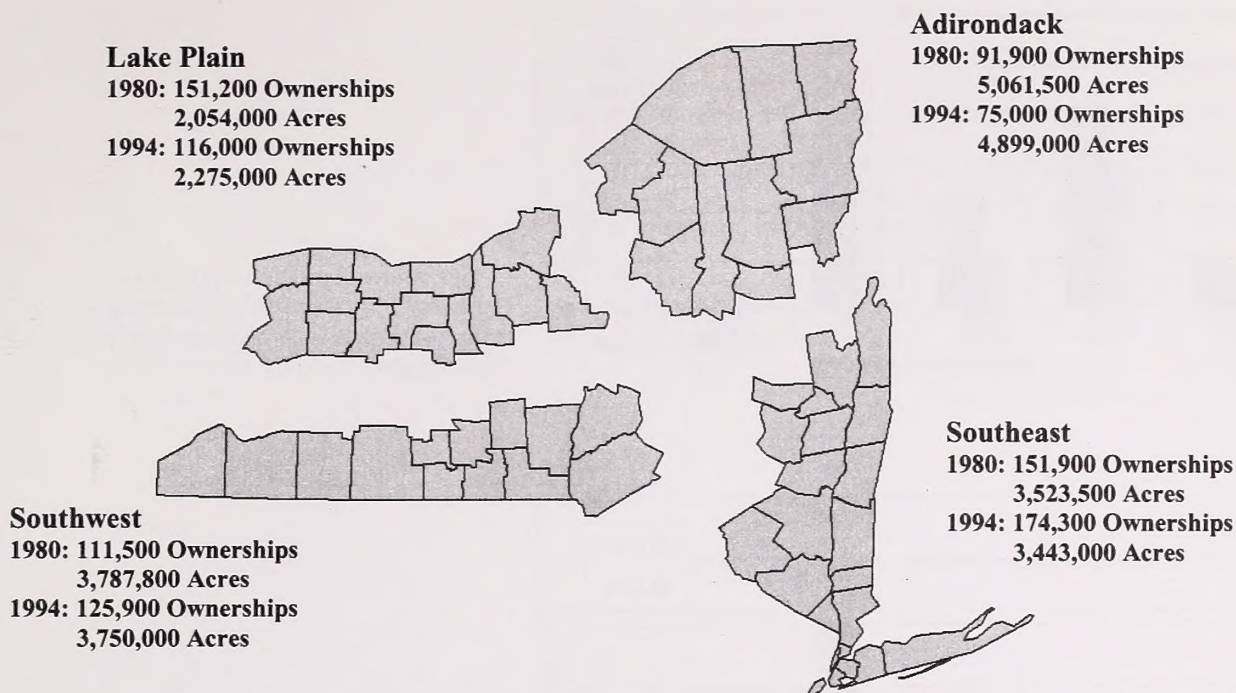 Lake Plain
1980: 151,200 Ownerships
2,054,000 Acres
1994: 116,000 Ownerships
2,275,000 Acres
Adirondack
1980: 91,900 Ownerships
5,061,500 Acres
1994: 75,000 Ownerships
4,899,000 Acres
Southwest
1980: 111,500 Ownerships
3,787,800 Acres
1994: 125,900 Ownerships
3,750,000 Acres
Southeast
1980: 151,900 Ownerships
3,523,500 Acres
1994: 174,300 Ownerships
3,443,000 Acres